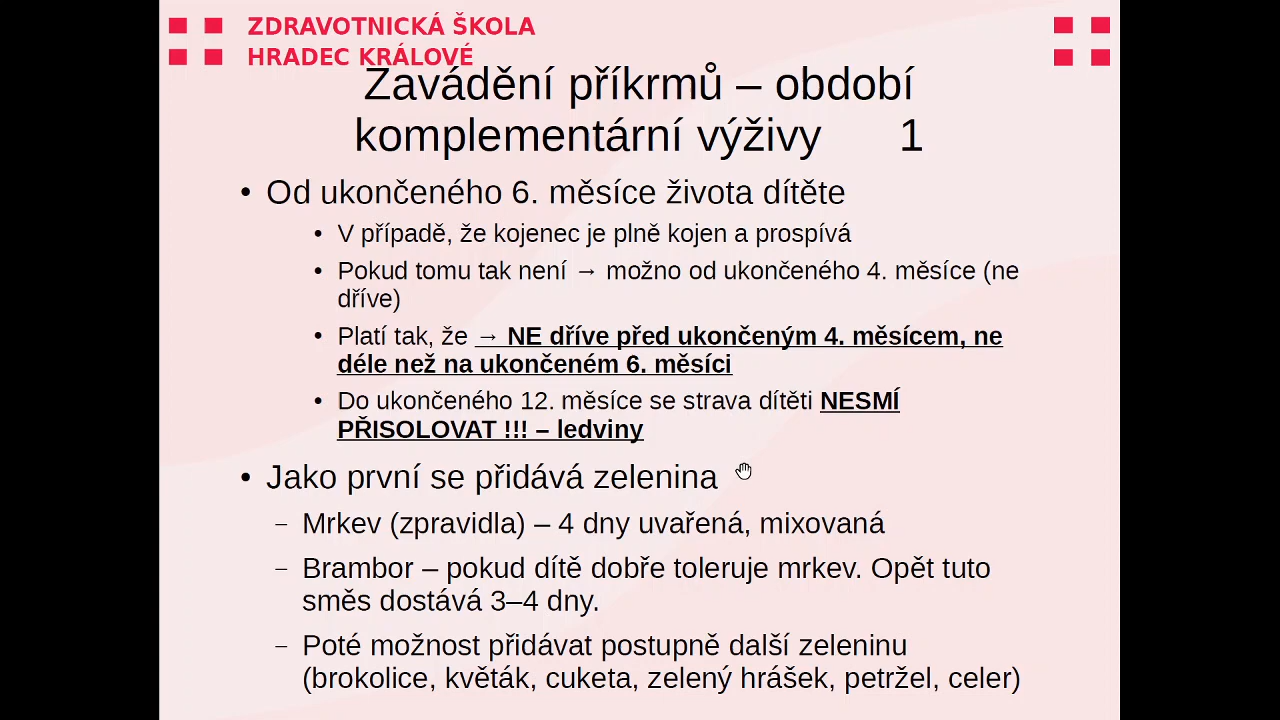 ZDRAVOTNICKÁ ŠKOLA
HRADEC KRÁLOVÉ
Zavádění příkrmů – období
komplementární výživy 1
• Od ukončeného 6. měsíce života dítěte
• V případě, že kojenec je plně kojen a prospívá
• Pokud tomu tak není → možno od ukončeného 4. měsíce (ne
dříve)
• Platí tak, že → NE dříve před ukončeným 4. měsícem, ne
déle než na ukončeném 6. měsíci
• Do ukončeného 12. měsíce se strava dítěti NESMÍ
PŘISOLOVAT !!! – ledviny
• Jako první se přidává zelenina
– Mrkev (zpravidla) – 4 dny uvařená, mixovaná
– Brambor – pokud dítě dobře toleruje mrkev. Opět tuto
směs dostává 3–4 dny.
– Poté možnost přidávat postupně další zeleninu
(brokolice, květák, cuketa, zelený hrášek, petržel, celer)